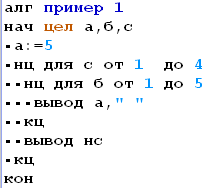 алг пример 1
нач цел а,б,с
·а:=5
·нц для с от 1 до 4
··нц для б от 1 до 5
···вывод а," "
··кц
··вывод нс
·кц
кон